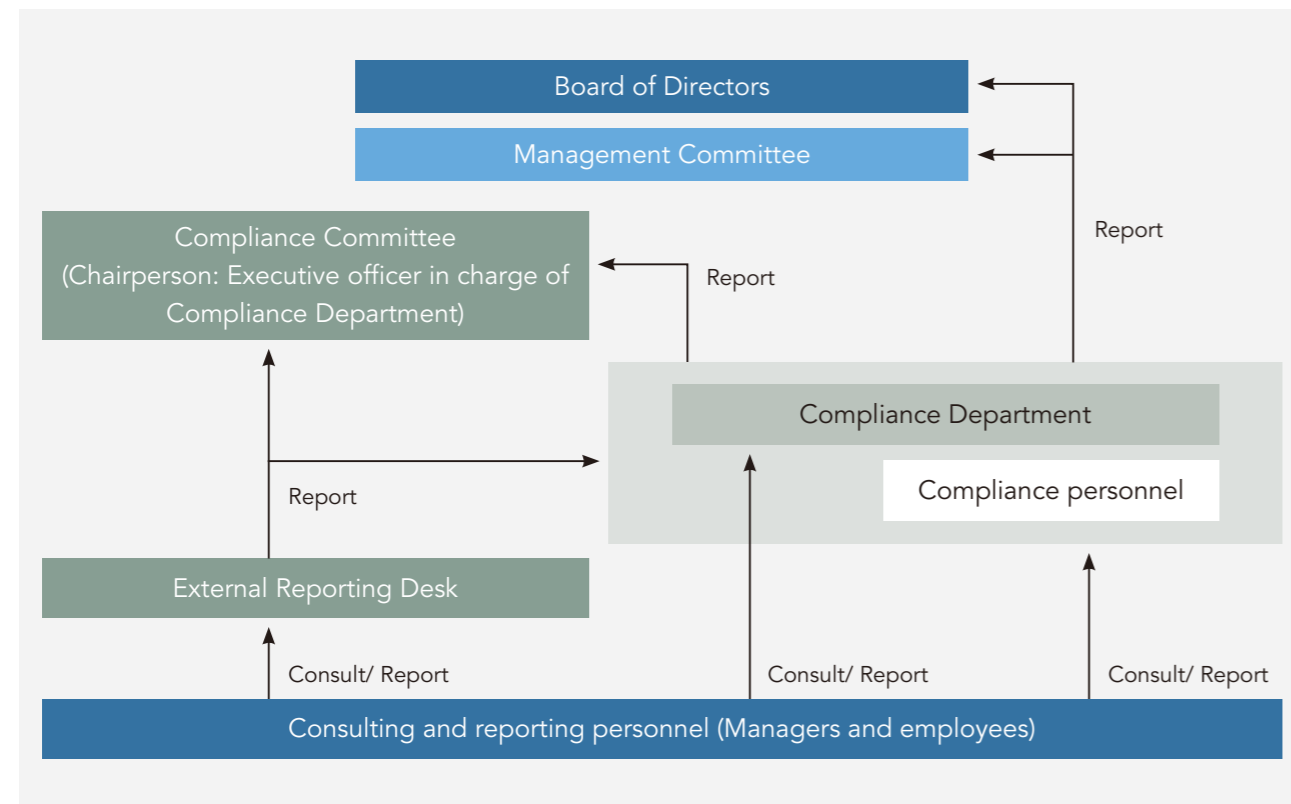 Board of Directors
Management Committee
Compliance Committee
(Chairperson: Executive officer in charge of
Compliance Department)
Report
Report
Compliance Department
Compliance personnel
Report
External Reporting Desk
Consult/ Report
Consult/ Report
Consult/ Report
Consulting and reporting personnel (Managers and employees)